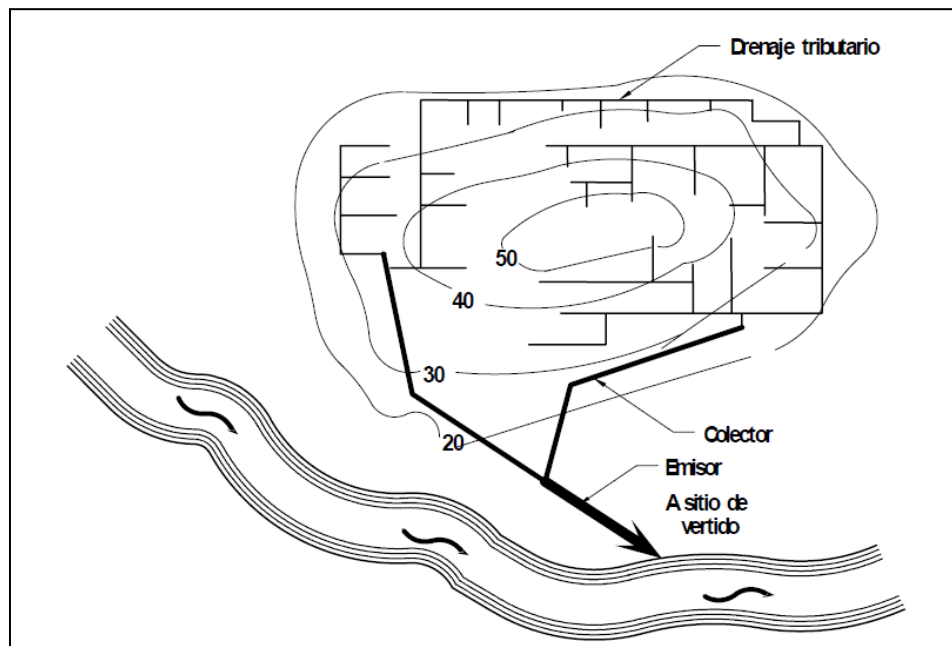 Drenaje tributario
50
40
30
20
Colector
Emisor
A sitio de
vertido